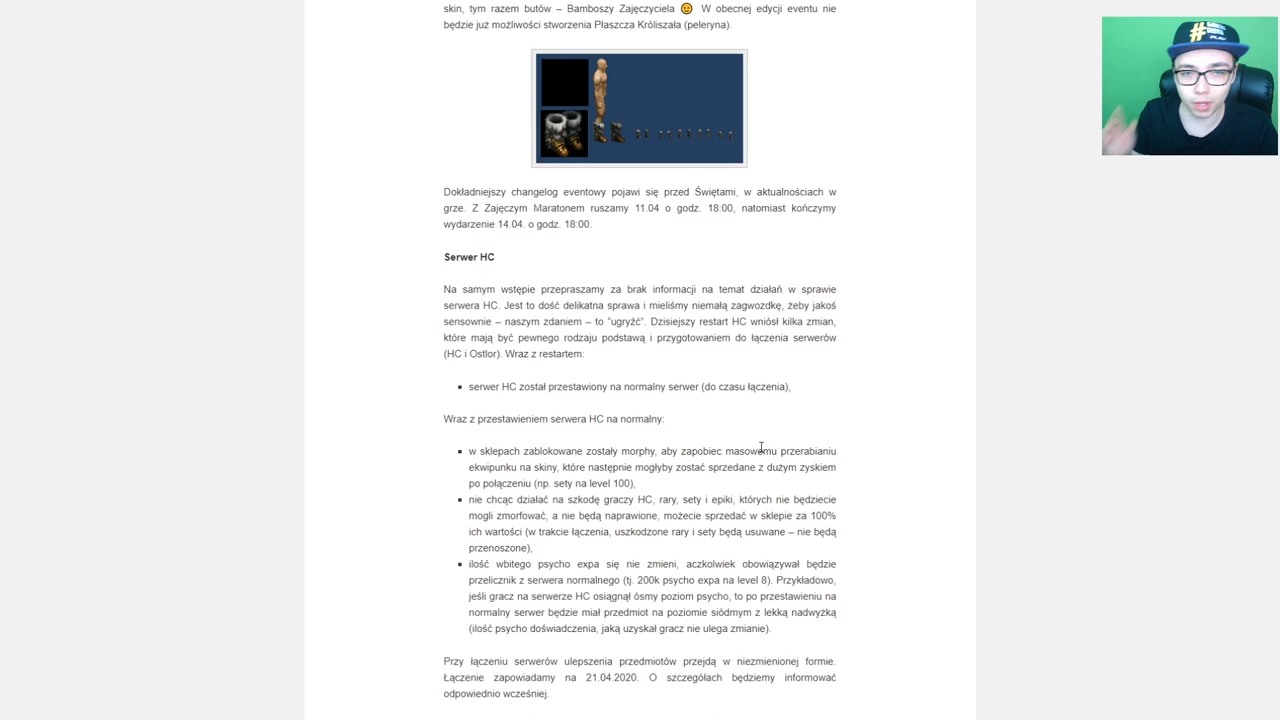 skin, tym razem butów – Bamboszy Zajęczyciela 😉 W obecnej edycji eventu nie
będzie już możliwości stworzenia Płaszcza Króliszała (peleryna).
Dokładniejszy changelog eventowy pojawi się przed Świętami, w aktualnościach w
grze. Z Zajęczym Maratonem ruszamy 11.04 o godz. 18:00, natomiast kończymy
wydarzenie 14.04. o godz. 18:00.
Serwer HC
Na samym wstępie przepraszamy za brak informacji na temat działań w sprawie
serwera HC. Jest to dość delikatna sprawa i mieliśmy niemałą zagwozdkę, żeby jakoś
sensownie – naszym zdaniem – to "ugryźć". Dzisiejszy restart HC wniósł kilka zmian,
które mają być pewnego rodzaju podstawą i przygotowaniem do łączenia serwerów
(HC i Ostlor). Wraz z restartem:
▪ serwer HC został przestawiony na normalny serwer (do czasu łączenia),
Wraz z przestawieniem serwera HC na normalny:
▪ w sklepach zablokowane zostały morphy, aby zapobiec masowemu przerabianiu
ekwipunku na skiny, które następnie mogłyby zostać sprzedane z dużym zyskiem
po połączeniu (np. sety na level 100),
▪ nie chcąc działać na szkodę graczy HC, rary, sety i epiki, których nie będziecie
mogli zmorfować, a nie będą naprawione, możecie sprzedać w sklepie za 100%
ich wartości (w trakcie łączenia, uszkodzone rary i sety będą usuwane – nie będą
przenoszone),
▪ ilość wbitego psycho expa się nie zmieni, aczkolwiek obowiązywał będzie
przelicznik z serwera normalnego (tj. 200k psycho expa na level 8). Przykładowo,
jeśli gracz na serwerze HC osiągnął ósmy poziom psycho, to po przestawieniu na
normalny serwer będzie miał przedmiot na poziomie siódmym z lekką nadwyżką
(ilość psycho doświadczenia, jaką uzyskał gracz nie ulega zmianie).
Przy łączeniu serwerów ulepszenia przedmiotów przejdą w niezmienionej formie.
Łączenie zapowiadamy na 21.04.2020. O szczegółach będziemy informować
odpowiednio wcześniej.